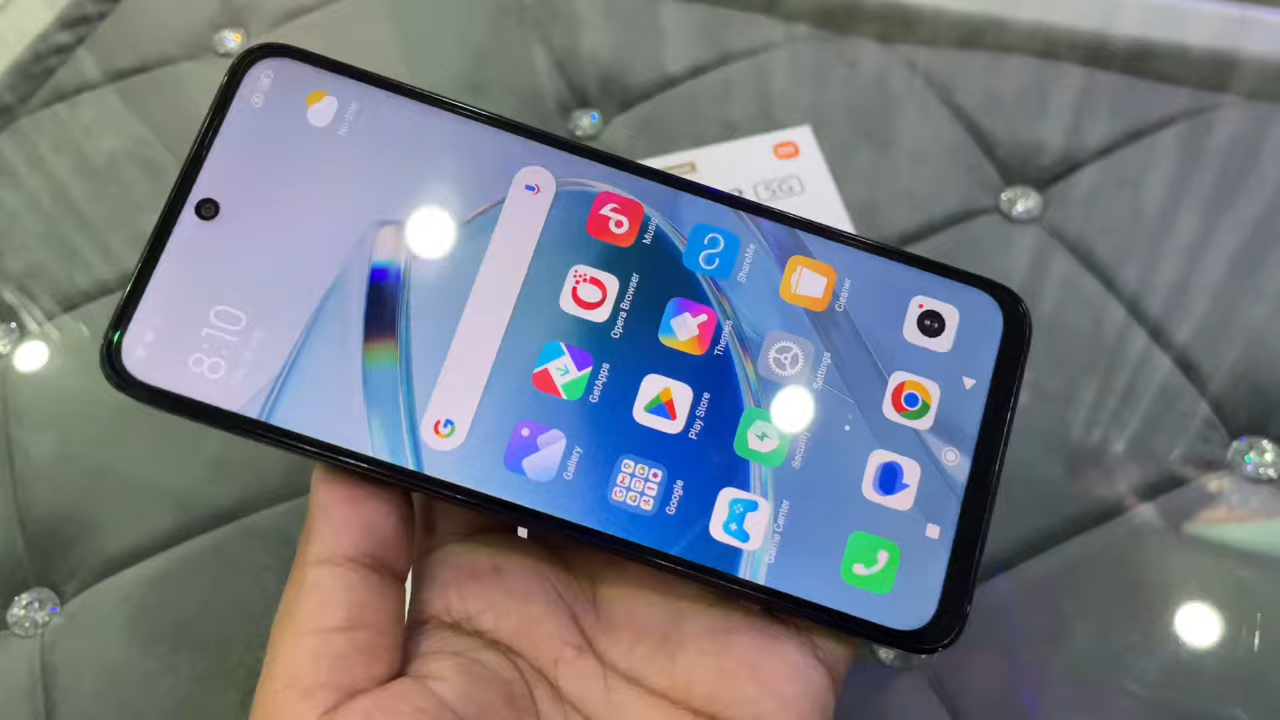 8:10
Music
ShareMe
Cleaner
Opera Browser
Themes
Settings
GetApps
Play Store
Security
Gallery
Google
Game Center
5G